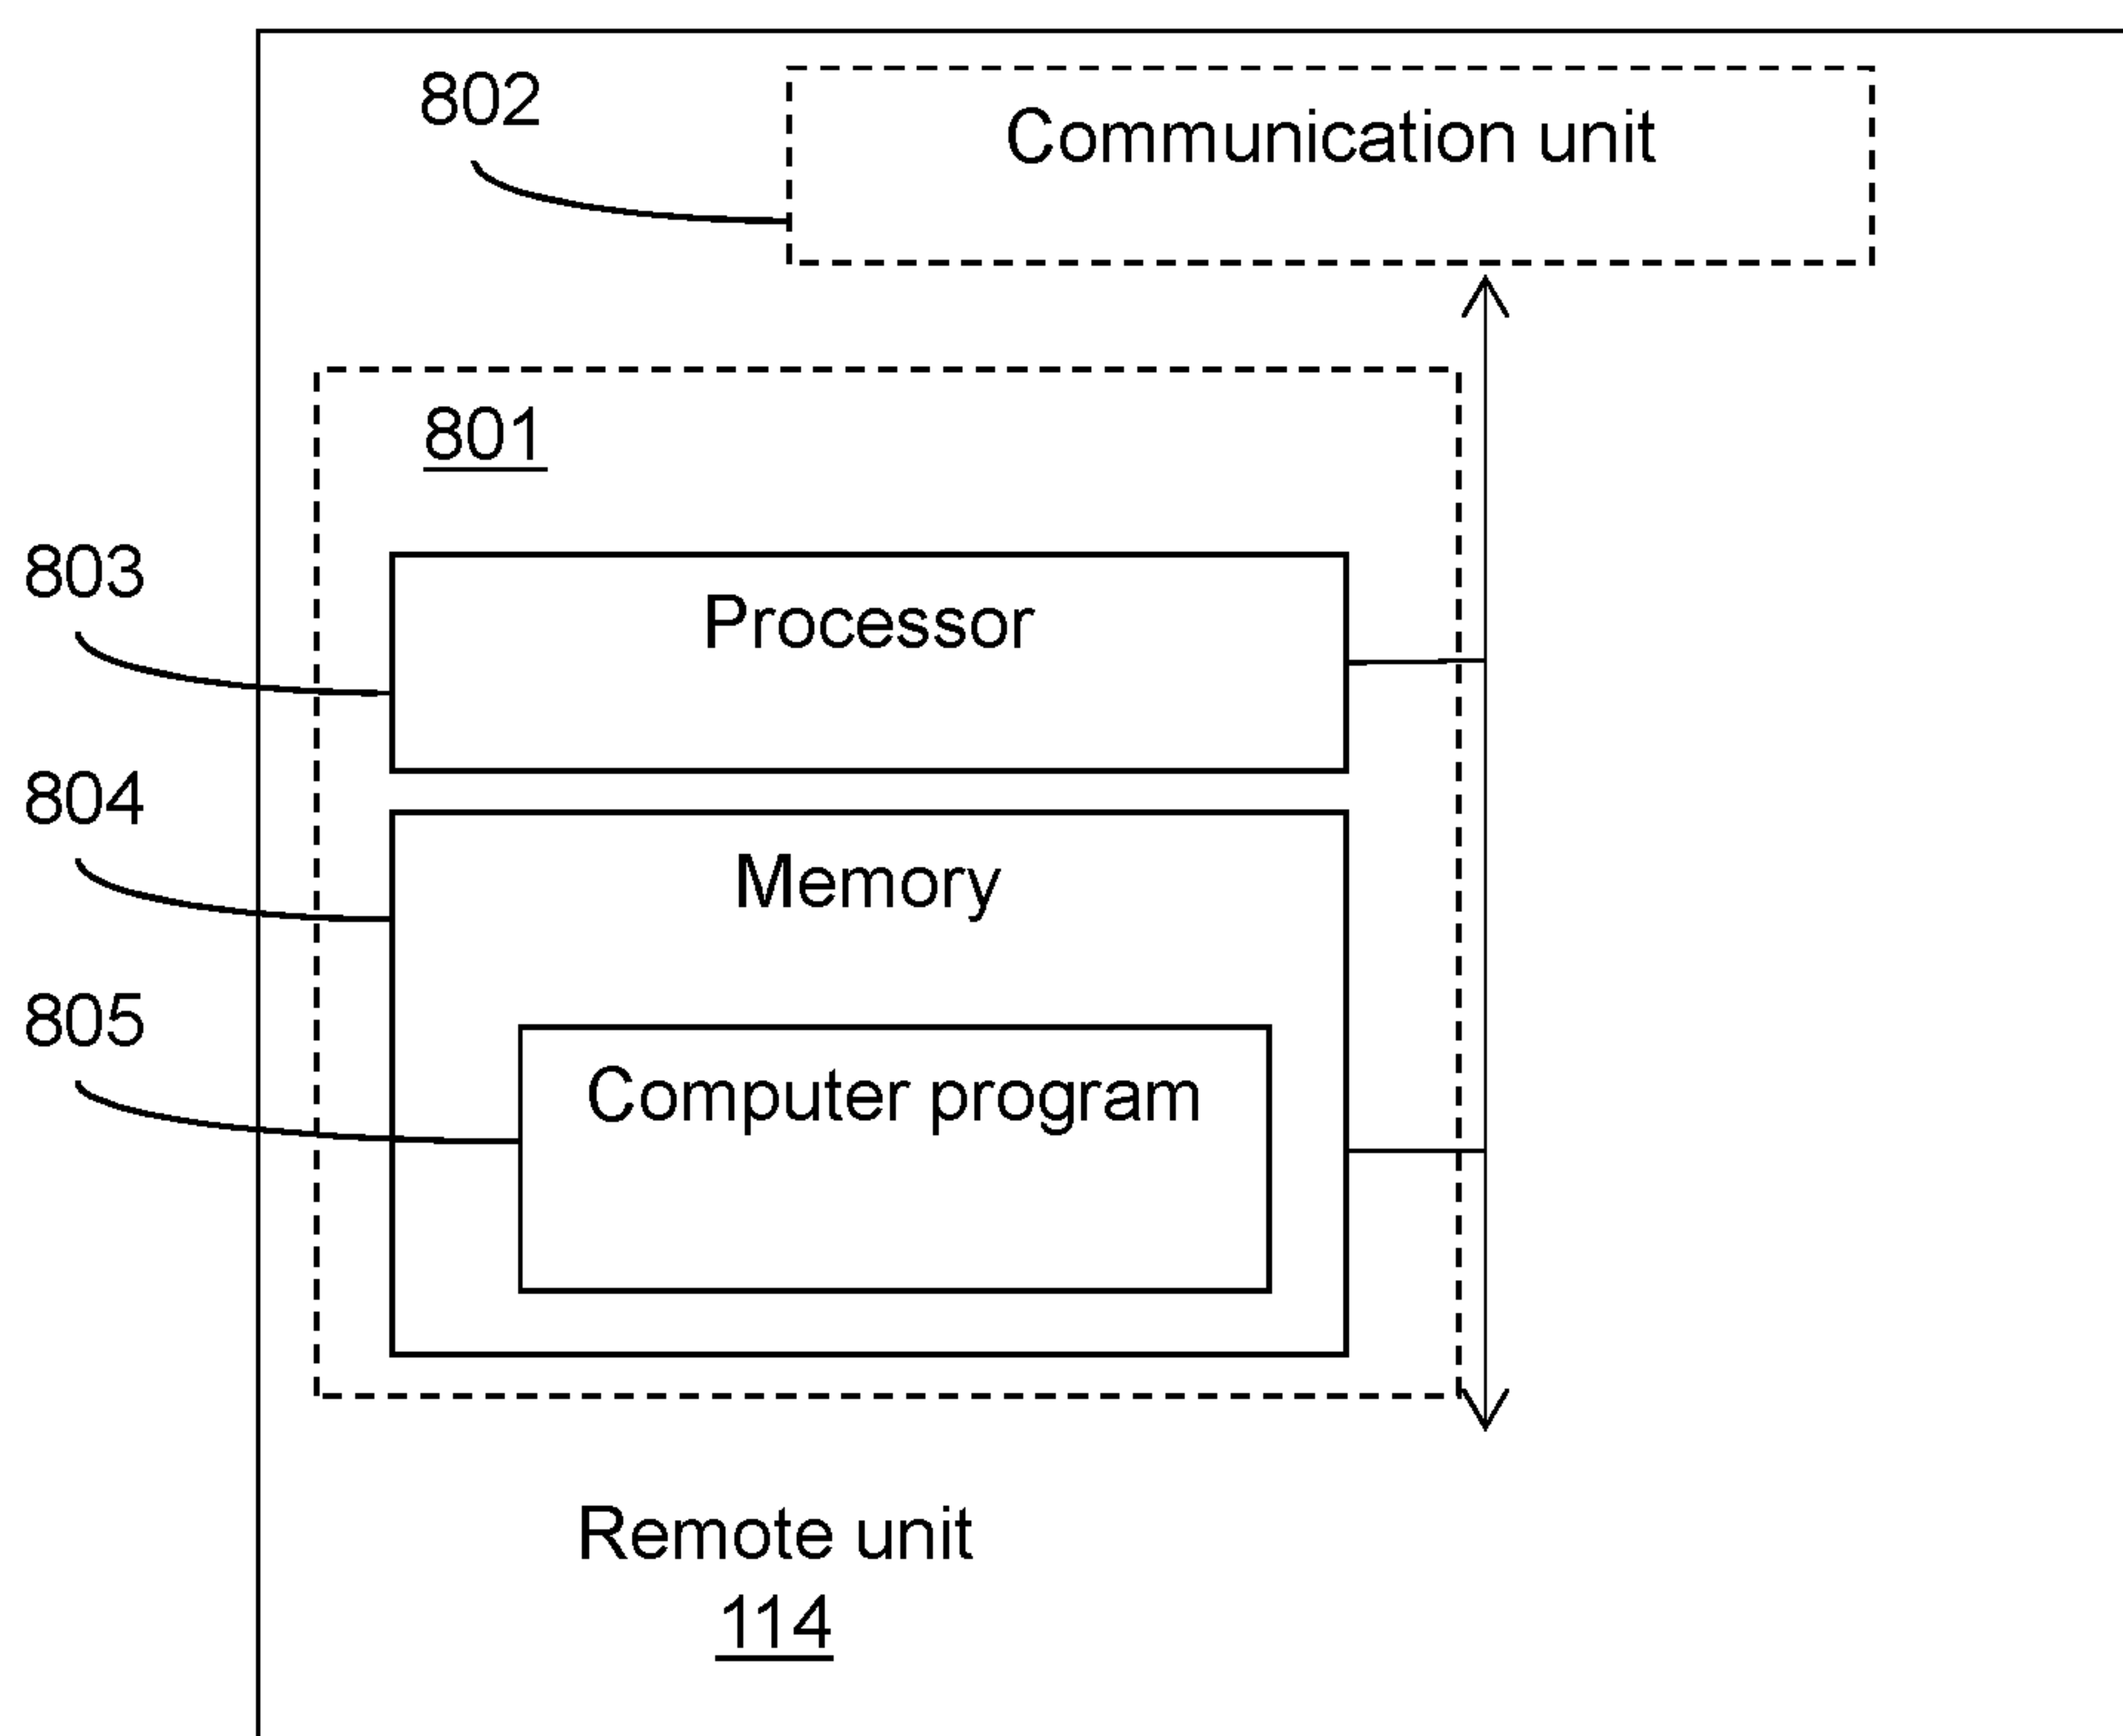 802
Communication unit
801
803
Processor
804
Memory
805
Computer program
Remote unit
114